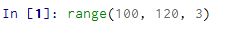 In [1]: range(100, 120, 3)